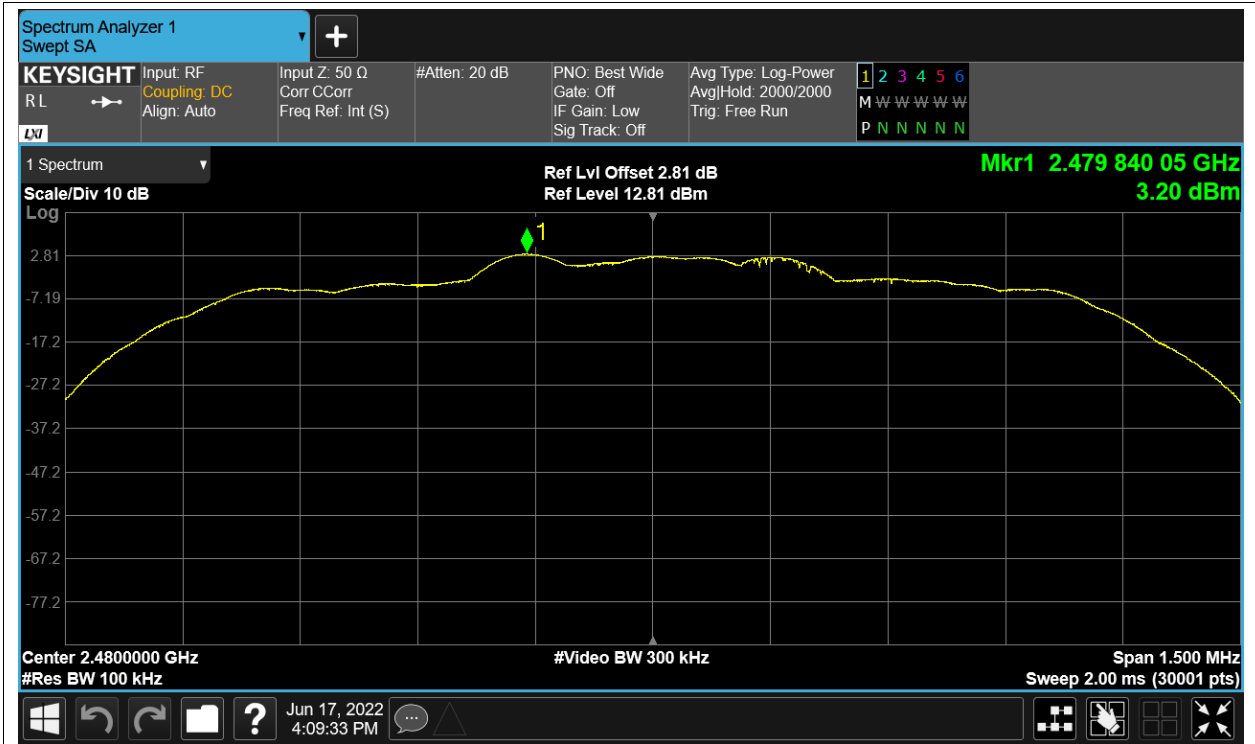 Spectrum Analyzer 1
Swept SA
KEYSIGHT
R L
LXI
Input: RF
Coupling: DC
Align: Auto
Input Z: 50 Ω
Corr CCorr
Freq Ref: Int (S)
#Atten: 20 dB
PNO: Best Wide
Gate: Off
IF Gain: Low
Sig Track: Off
Avg Type: Log-Power
Avg|Hold: 2000/2000
Trig: Free Run
1 2 3 4 5 6
M W W W W W
P N N N N N
1 Spectrum
Scale/Div 10 dB
Log
Ref Lvl Offset 2.81 dB
Ref Level 12.81 dBm
Mkr1 2.479 840 05 GHz
3.20 dBm
1
2.81
-7.19
-17.2
-27.2
-37.2
-47.2
-57.2
-67.2
-77.2
Center 2.4800000 GHz
#Res BW 100 kHz
#Video BW 300 kHz
Span 1.500 MHz
Sweep 2.00 ms (30001 pts)
?
Jun 17, 2022
4:09:33 PM